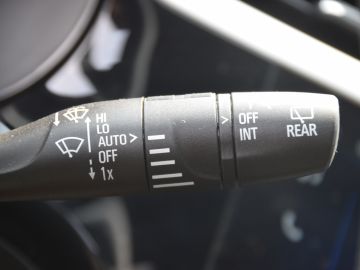 HI
LO
AUTO >
OFF
1x
> OFF
INT
REAR